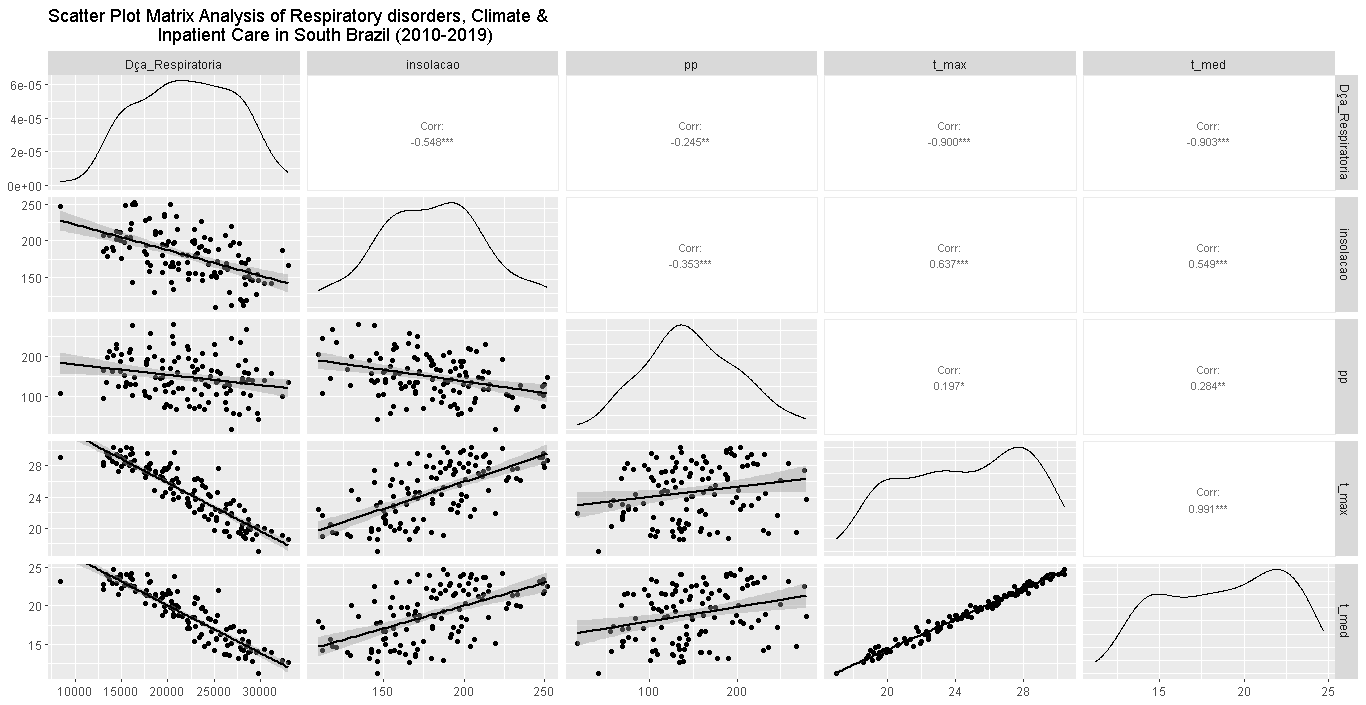 Scatter Plot Matrix Analysis of Respiratory disorders, Climate &
Inpatient Care in South Brazil (2010-2019)
Dça_Respiratoria insolacao pp t_max t_med
6e-05
4e-05
2e-05
0e+00
Corr:
-0.548***
Corr:
-0.245**
Corr:
-0.900***
Corr:
-0.903***
Dça_Respiratoria
250
200
150
Corr:
-0.353***
Corr:
0.637***
Corr:
0.549***
insolacao
200
100
Corr:
0.197*
Corr:
0.284**
pp
28
24
20
Corr:
0.991***
t_max
25
20
15
t_med
10000 15000 20000 25000 30000 150 200 250 100 200 20 24 28 15 20 25